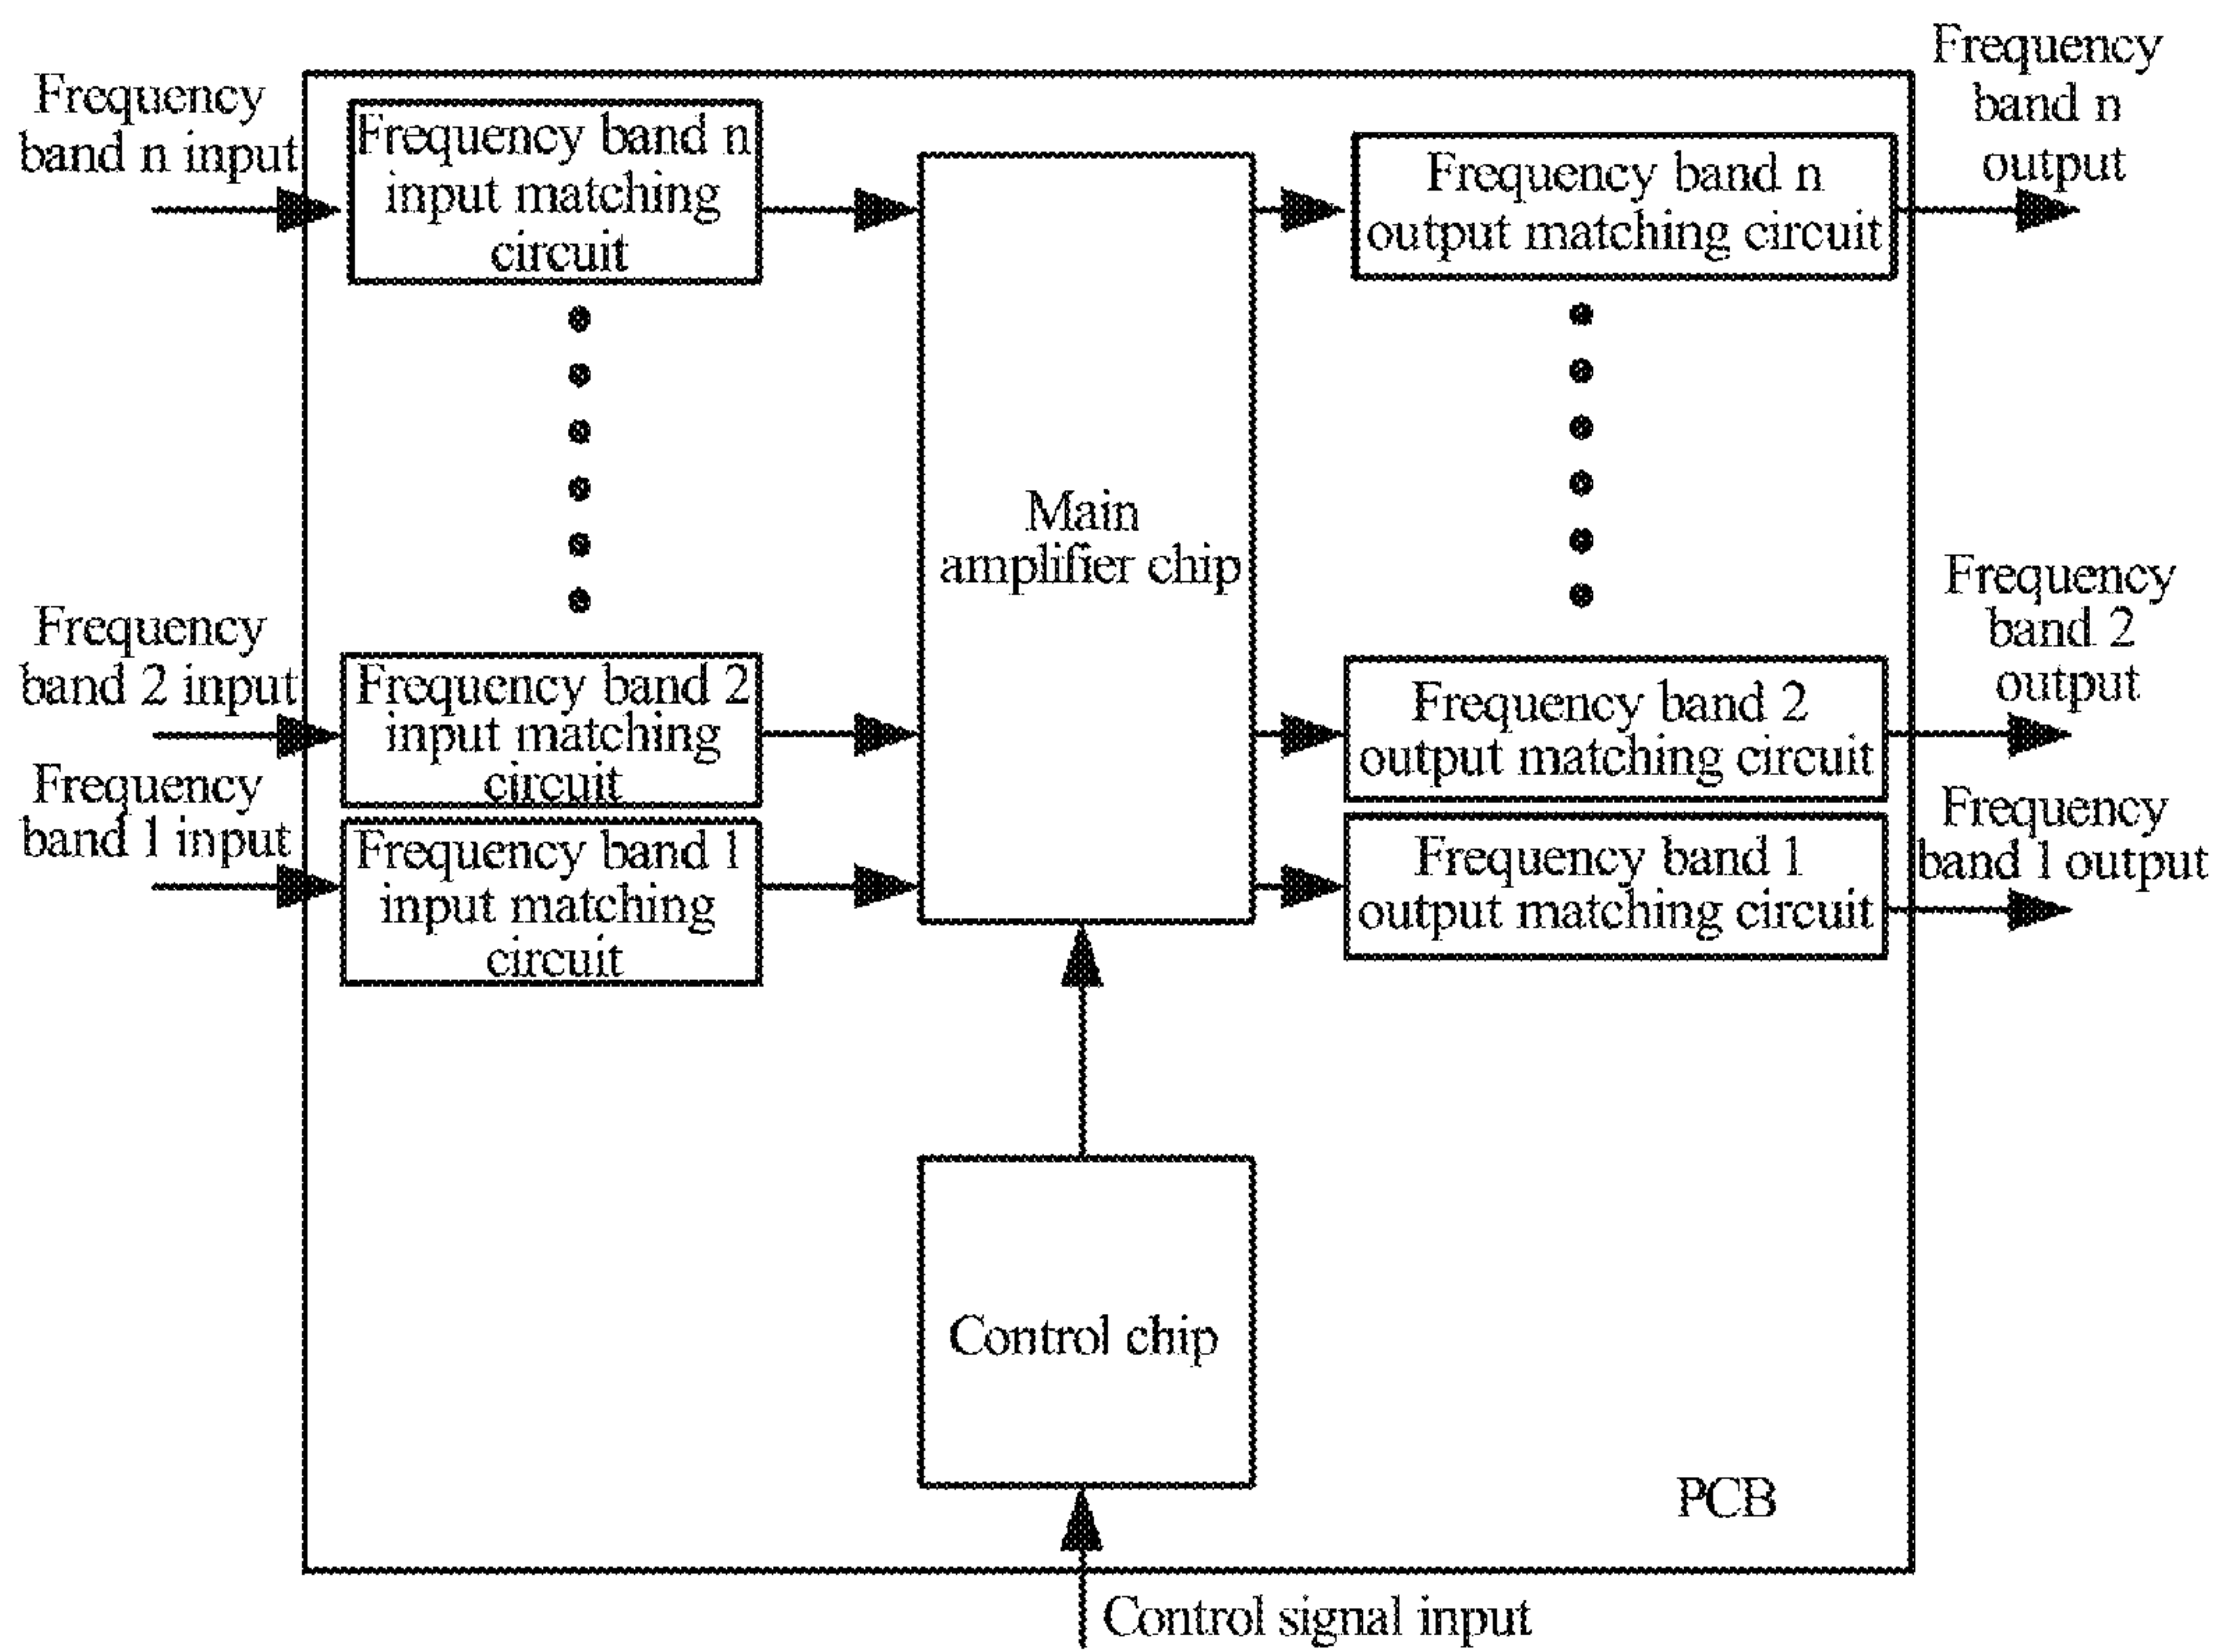 Frequency
band n input
Frequency band n
input matching
circuit
Frequency band n
output matching circuit
Frequency
band n
output
Main
amplifier chip
Frequency
band 2 input
Frequency band 2
input matching
circuit
Frequency band 2
output matching circuit
Frequency
band 2
output
Frequency
band 1 input
Frequency band 1
input matching
circuit
Frequency band 1
output matching circuit
Frequency
band 1 output
Control chip
PCB
Control signal input